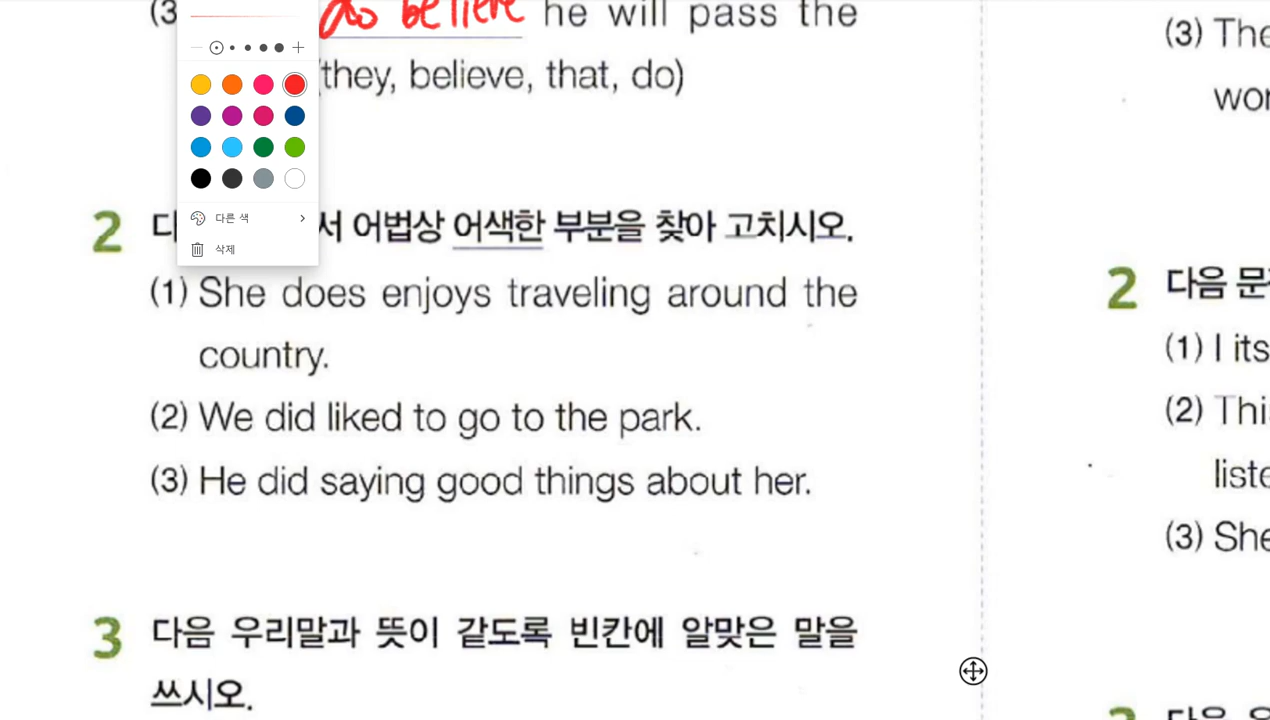 (3 do believe he will pass the
(they, believe, that, do)
다른 색
삭제
2 서 어법상 어색한 부분을 찾아 고치시오.
(1) She does enjoys traveling around the
country.
(2) We did liked to go to the park.
(3) He did saying good things about her.
3 다음 우리말과 뜻이 같도록 빈칸에 알맞은 말을
쓰시오.
(3) The
wor
2 다음 문
(1) I its
(2) Thi
liste
(3) She